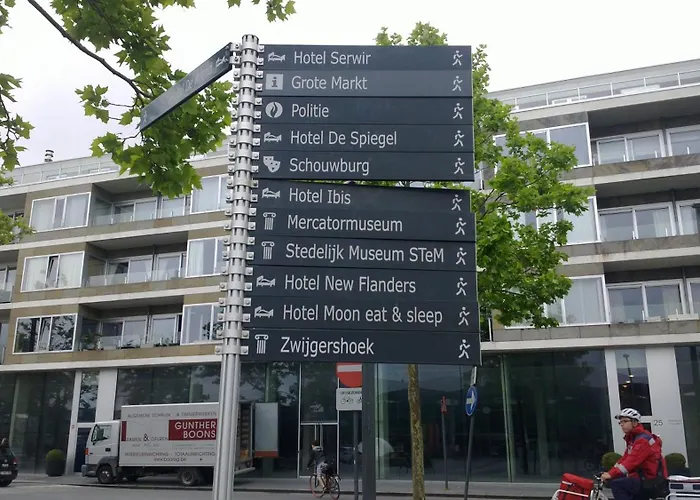 Hotel Serwir
i Grote Markt
Politie
Hotel De Spiegel
Schouwburg
Hotel Ibis
Mercatormuseum
Stedelijk Museum STeM
Hotel New Flanders
Hotel Moon eat & sleep
Zwijgershoek
GUNTHER
BOONS
25